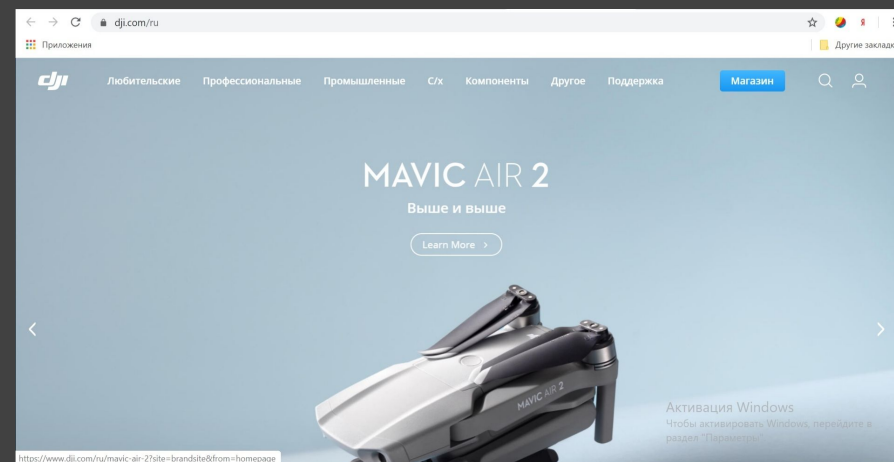 dji.com/ru
Приложения
Другие закладк
dji
Любительские Профессиональные Промышленные С/х Компоненты Другое Поддержка Магазин
MAVIC AIR 2
Выше и выше
Learn More >
MAVIC AIR 2
Активация Windows
Чтобы активировать Windows, перейдите в
раздел "Параметры".
https://www.dji.com/ru/mavic-air-2?site=brandsite&from=homepage